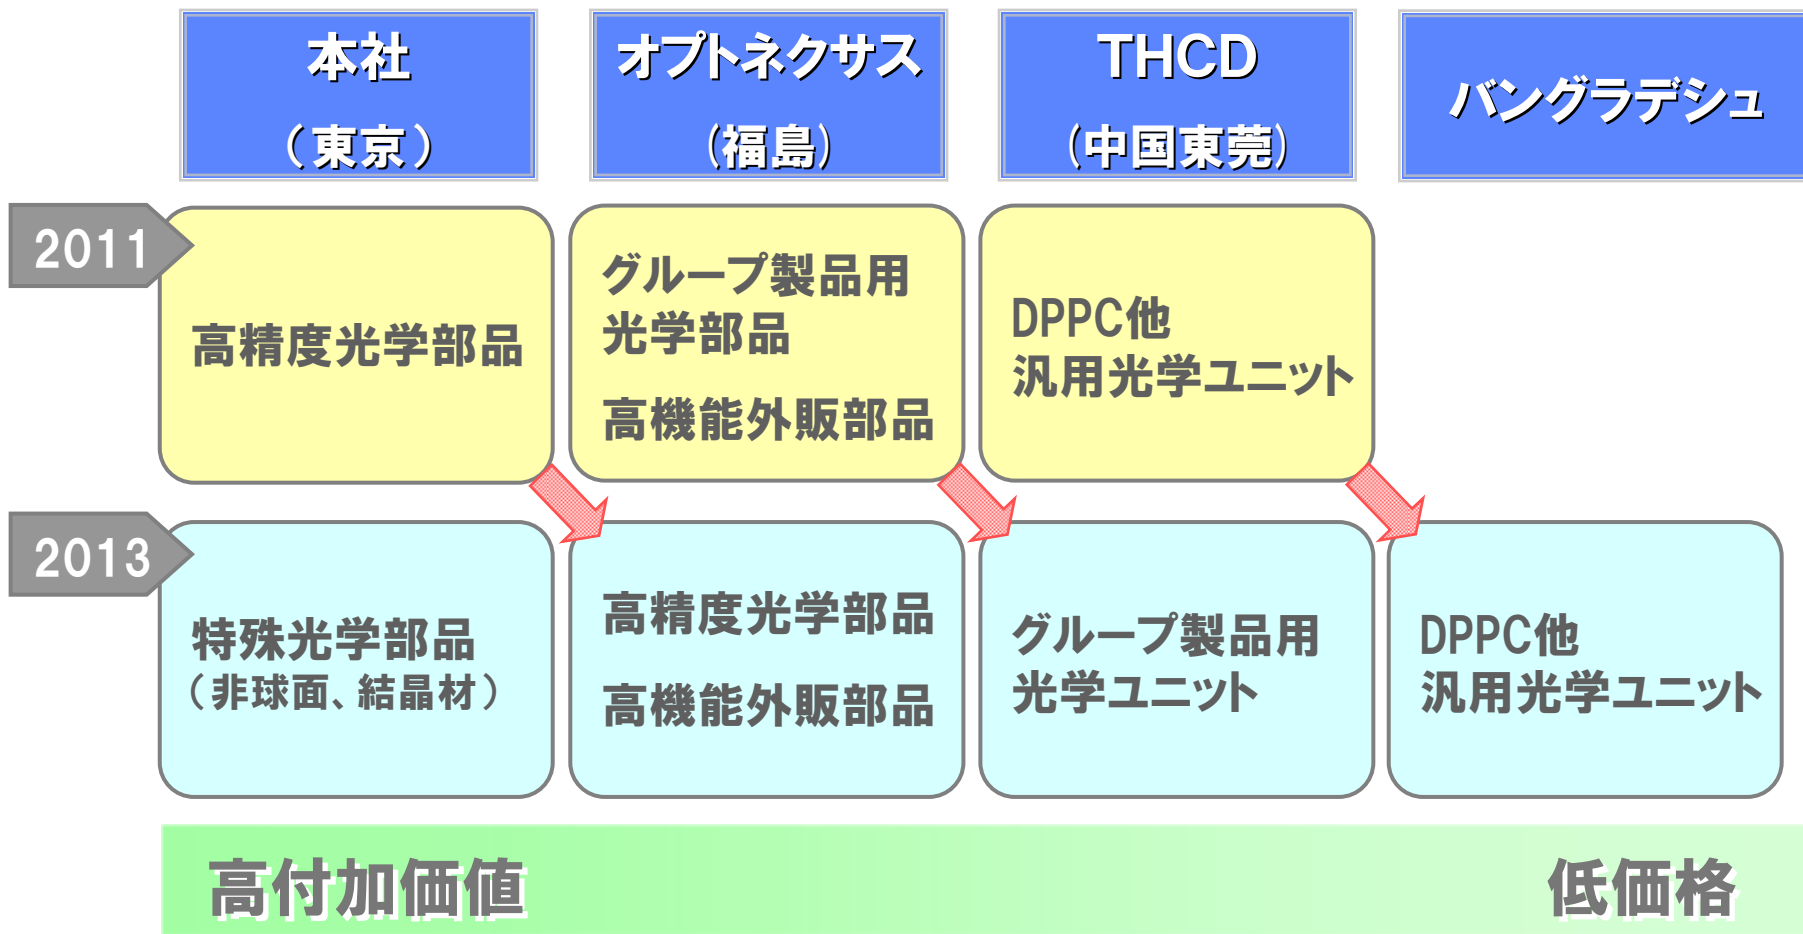 本社
（東京）
オプトネクサス
(福島)
THCD
(中国東莞)
バングラデシュ
2011
高精度光学部品
グループ製品用
光学部品
高機能外販部品
DPPC他
汎用光学ユニット
2013
特殊光学部品
（非球面、結晶材）
高精度光学部品
高機能外販部品
グループ製品用
光学ユニット
DPPC他
汎用光学ユニット
高付加価値
低価格